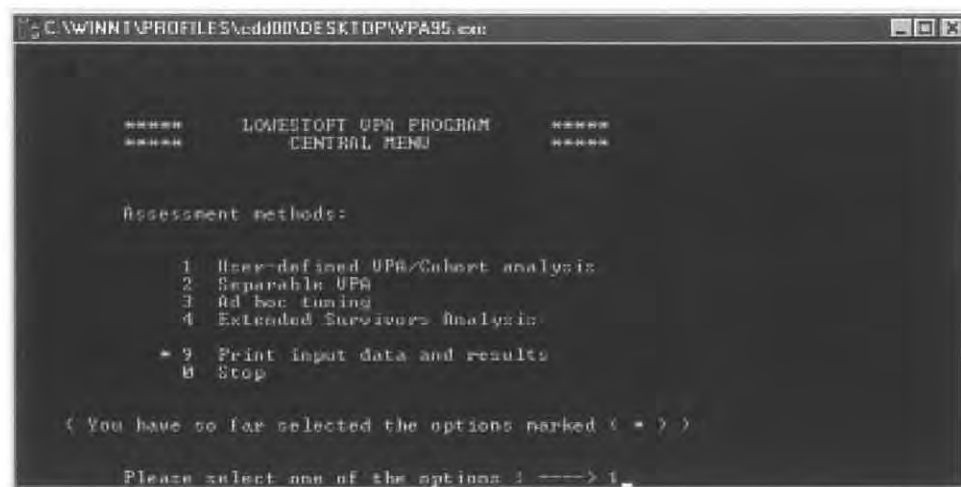 C:\WINNT\PROFILES\cdd00\DESKTOP\VPA95.exe
***** LOWESTOFT VPA PROGRAM *****
***** CENTRAL MENU *****
Assessment methods:
1 User-defined VPA/Cohort analysis
2 Separable VPA
3 Ad hoc tuning
4 Extended Survivors Analysis
* 9 Print input data and results
0 Stop
( You have so far selected the options marked ( * ) )
Please select one of the options : ----> 1_